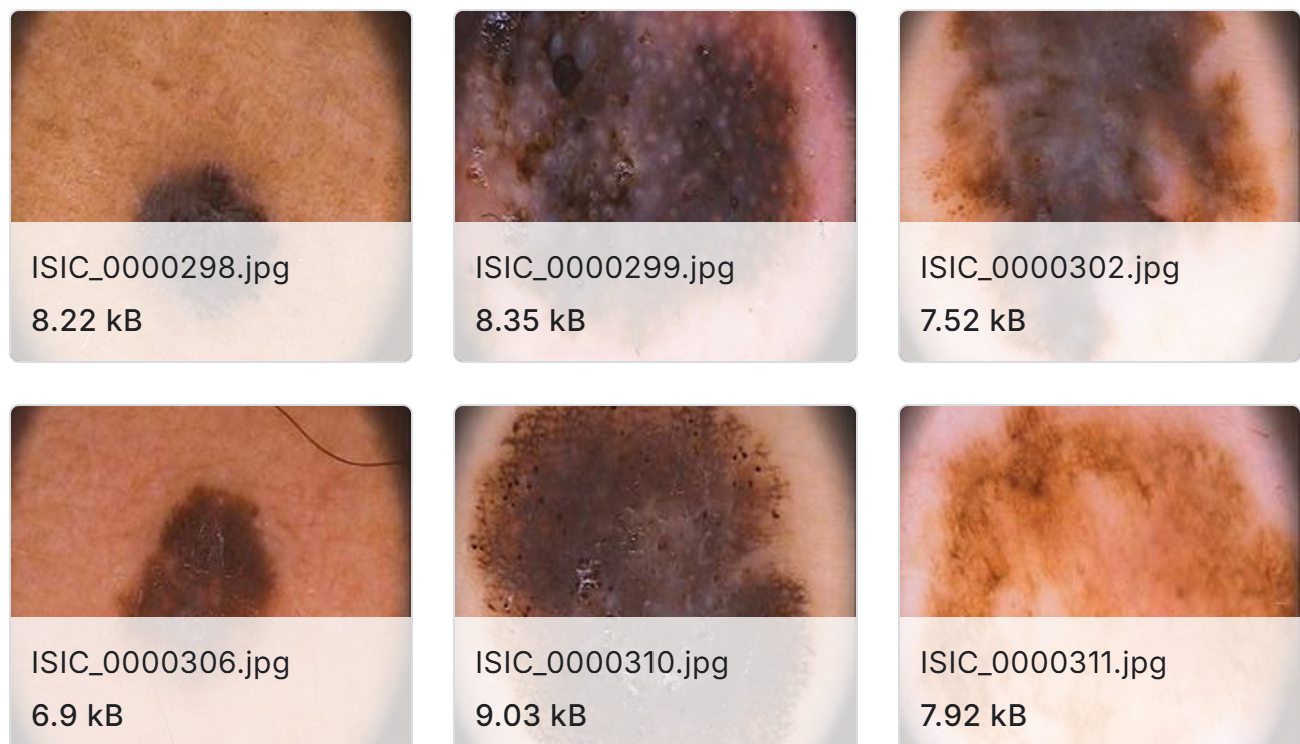 ISIC_0000298.jpg
8.22 kB
ISIC_0000299.jpg
8.35 kB
ISIC_0000302.jpg
7.52 kB
ISIC_0000306.jpg
6.9 kB
ISIC_0000310.jpg
9.03 kB
ISIC_0000311.jpg
7.92 kB